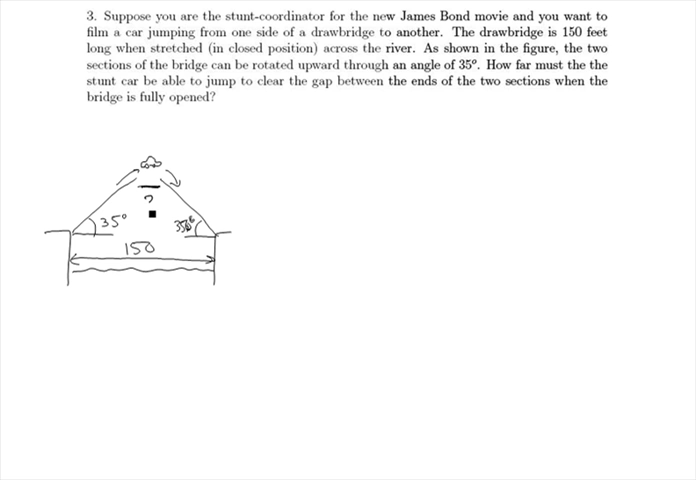 3. Suppose you are the stunt-coordinator for the new James Bond movie and you want to
film a car jumping from one side of a drawbridge to another. The drawbridge is 150 feet
long when stretched (in closed position) across the river. As shown in the figure, the two
sections of the bridge can be rotated upward through an angle of 35°. How far must the the
stunt car be able to jump to clear the gap between the ends of the two sections when the
bridge is fully opened?
?
35° 35°
150